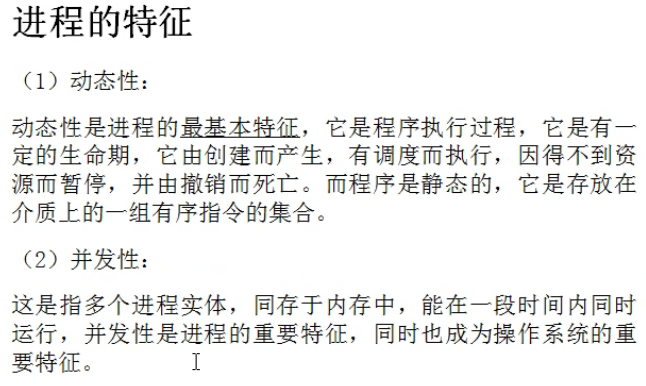 进程的特征
（1）动态性：
动态性是进程的最基本特征，它是程序执行过程，它是有一
定的生命期，它由创建而产生，有调度而执行，因得不到资
源而暂停，并由撤销而死亡。而程序是静态的，它是存放在
介质上的一组有序指令的集合。
（2）并发性：
这是指多个进程实体，同存于内存中，能在一段时间内同时
运行，并发性是进程的重要特征，同时也成为操作系统的重
要特征。